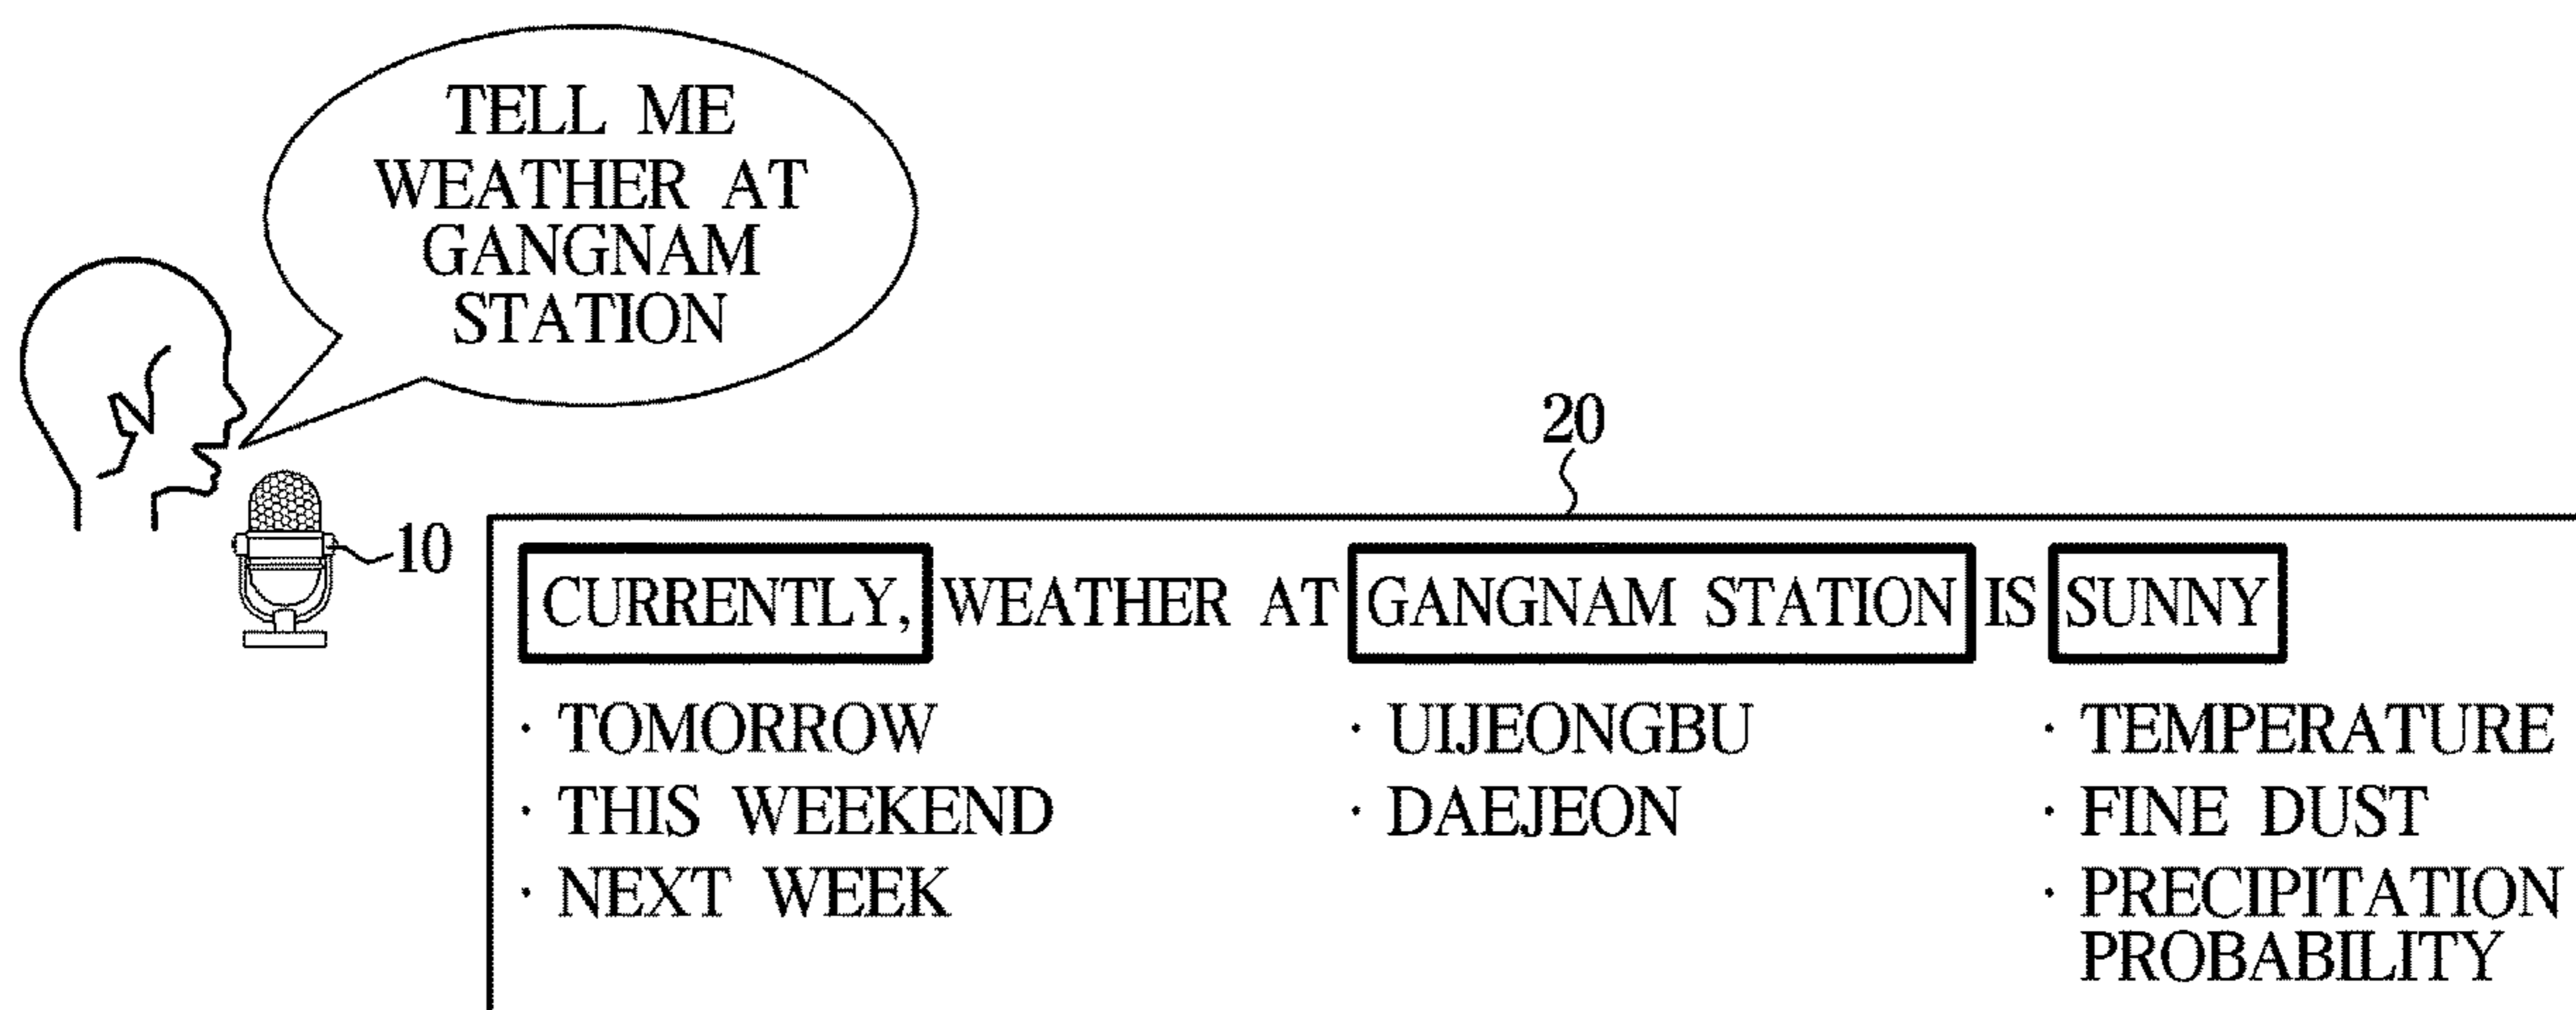 TELL ME
WEATHER AT
GANGNAM
STATION
10
20
CURRENTLY, WEATHER AT GANGNAM STATION IS SUNNY
· TOMORROW
· THIS WEEKEND
· NEXT WEEK
· UIJEONGBU
· DAEJEON
· TEMPERATURE
· FINE DUST
· PRECIPITATION
PROBABILITY